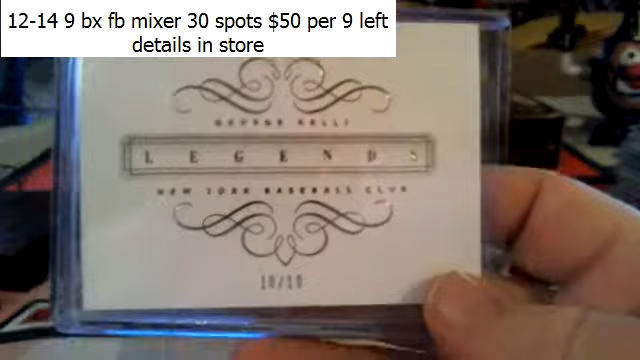 12-14 9 bx fb mixer 30 spots $50 per 9 left
details in store
GEORGE KELLY
LEGENDS
NEW YORK BASEBALL CLUB
10/10